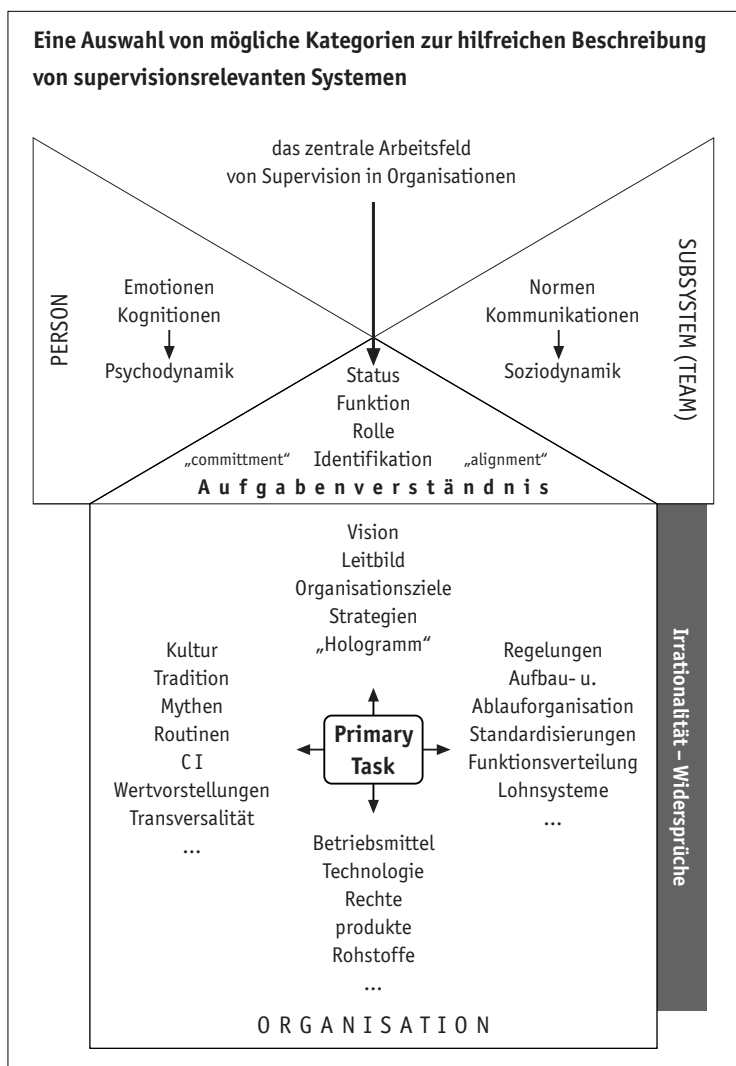 Eine Auswahl von mögliche Kategorien zur hilfreichen Beschreibung
von supervisionsrelevanten Systemen
das zentrale Arbeitsfeld
von Supervision in Organisationen
PERSON
Emotionen
Kognitionen
Psychodynamik
Normen
Kommunikationen
Soziodynamik
SUBSYSTEM (TEAM)
Status
Funktion
Rolle
„committment“ Identifikation „alignment“
Aufgabenverständnis
Vision
Leitbild
Organisationsziele
Strategien
„Hologramm“
Kultur
Tradition
Mythen
Routinen
CI
Wertvorstellungen
Transversalität
...
Primary
Task
Regelungen
Aufbau- u.
Ablauforganisation
Standardisierungen
Funktionsverteilung
Lohnsysteme
...
Betriebsmittel
Technologie
Rechte
produkte
Rohstoffe
...
ORGANISATION
Irrationalität – Widersprüche